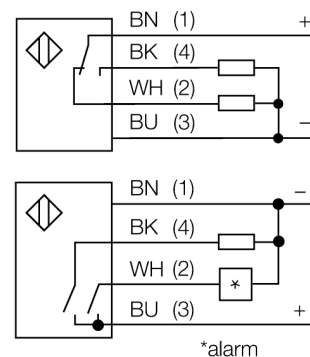 BN (1) +
BK (4)
WH (2)
BU (3) –
BN (1) –
BK (4)
WH (2) *
BU (3) +
*alarm